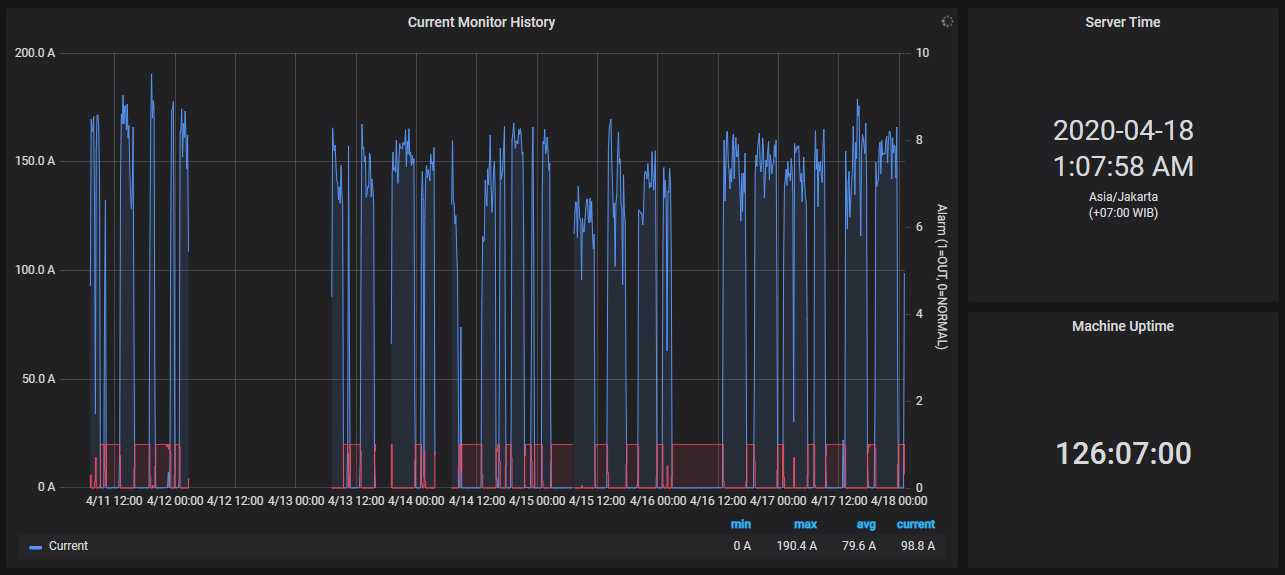 Current Monitor History
200.0 A
150.0 A
100.0 A
50.0 A
0 A
10
8
6
4
2
0
Alarm (1=OUT, 0=NORMAL)
4/11 12:00 4/12 00:00 4/12 12:00 4/13 00:00 4/13 12:00 4/14 00:00 4/14 12:00 4/15 00:00 4/15 12:00 4/16 00:00 4/16 12:00 4/17 00:00 4/17 12:00 4/18 00:00
min max avg current
Current 0 A 190.4 A 79.6 A 98.8 A
Server Time
2020-04-18
1:07:58 AM
Asia/Jakarta
(+07:00 WIB)
Machine Uptime
126:07:00